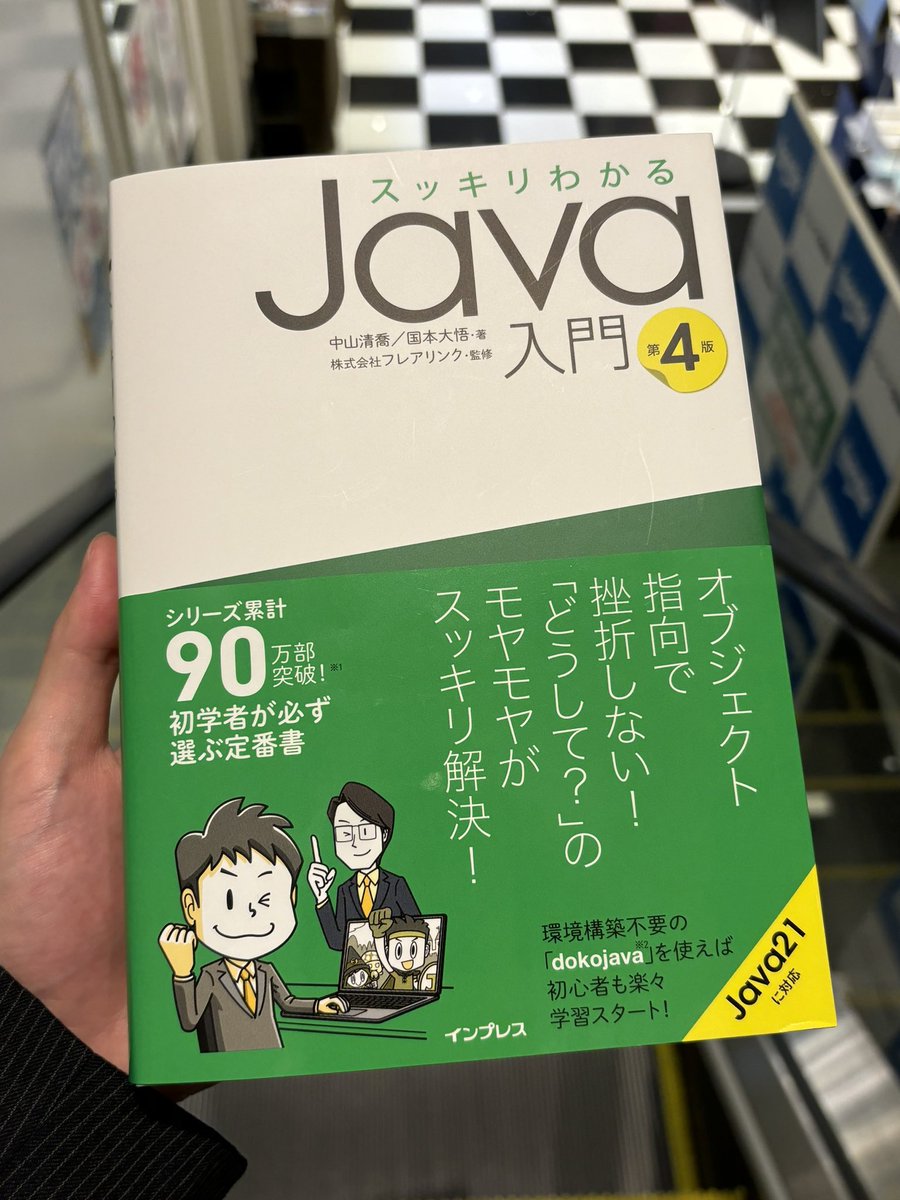 スッキリわかる
Java
入門
第4版
中山清喬／国本大悟・著
株式会社フレアリンク・監修
シリーズ累計
90万部突破！※1
初学者が必ず
選ぶ定番書
オブジェクト
指向で
挫折しない！
「どうして？」の
モヤモヤが
スッキリ解決！
環境構築不要の
「dokojava※2」を使えば
初心者も楽々
学習スタート！
Java21
に対応
インプレス